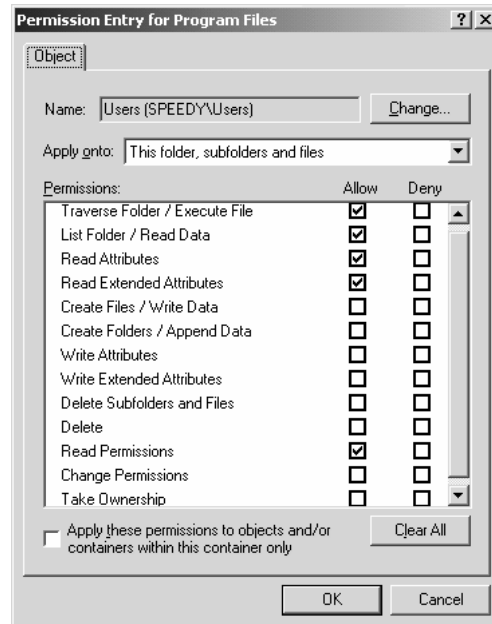 Permission Entry for Program Files
Object
Name: Users (SPEEDY\Users) Change...
Apply onto: This folder, subfolders and files
Permissions: Allow Deny
Traverse Folder / Execute File
List Folder / Read Data
Read Attributes
Read Extended Attributes
Create Files / Write Data
Create Folders / Append Data
Write Attributes
Write Extended Attributes
Delete Subfolders and Files
Delete
Read Permissions
Change Permissions
Take Ownership
Apply these permissions to objects and/or
containers within this container only
Clear All
OK Cancel